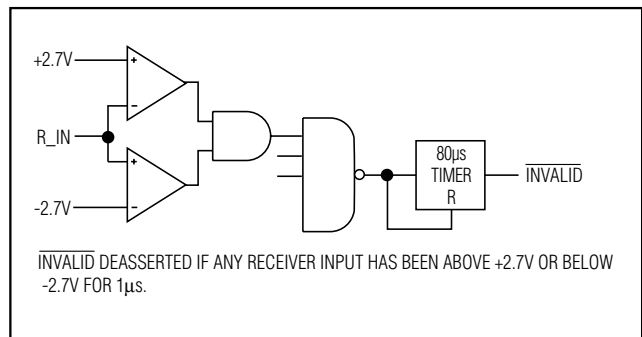 +2.7V
+
-
R_IN
+
-
-2.7V
80μs
TIMER
R
INVALID
INVALID DEASSERTED IF ANY RECEIVER INPUT HAS BEEN ABOVE +2.7V OR BELOW
-2.7V FOR 1μs.